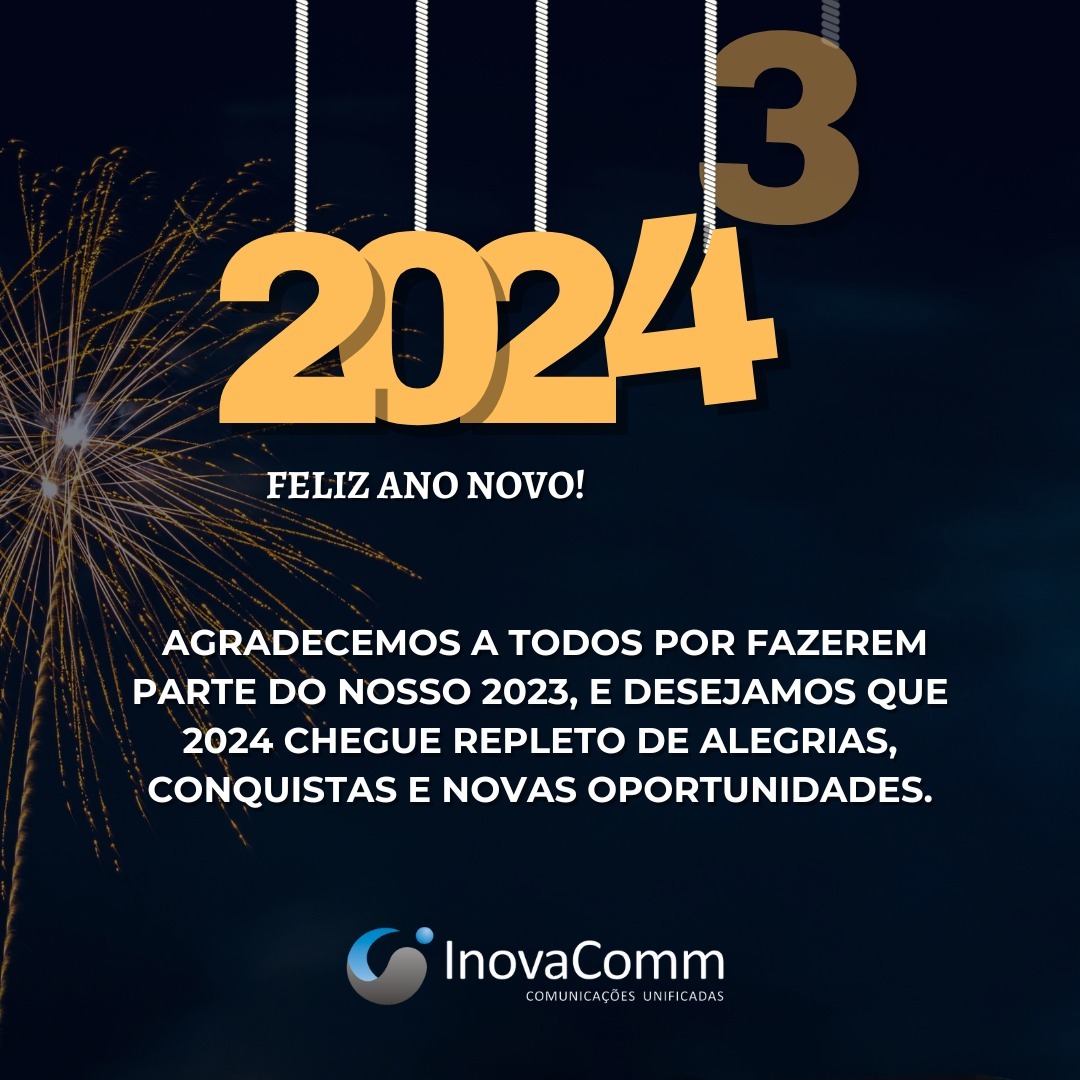 3
2024
FELIZ ANO NOVO!
AGRADECEMOS A TODOS POR FAZEREM
PARTE DO NOSSO 2023, E DESEJAMOS QUE
2024 CHEGUE REPLETO DE ALEGRIAS,
CONQUISTAS E NOVAS OPORTUNIDADES.
InovaComm
COMUNICAÇÕES UNIFICADAS